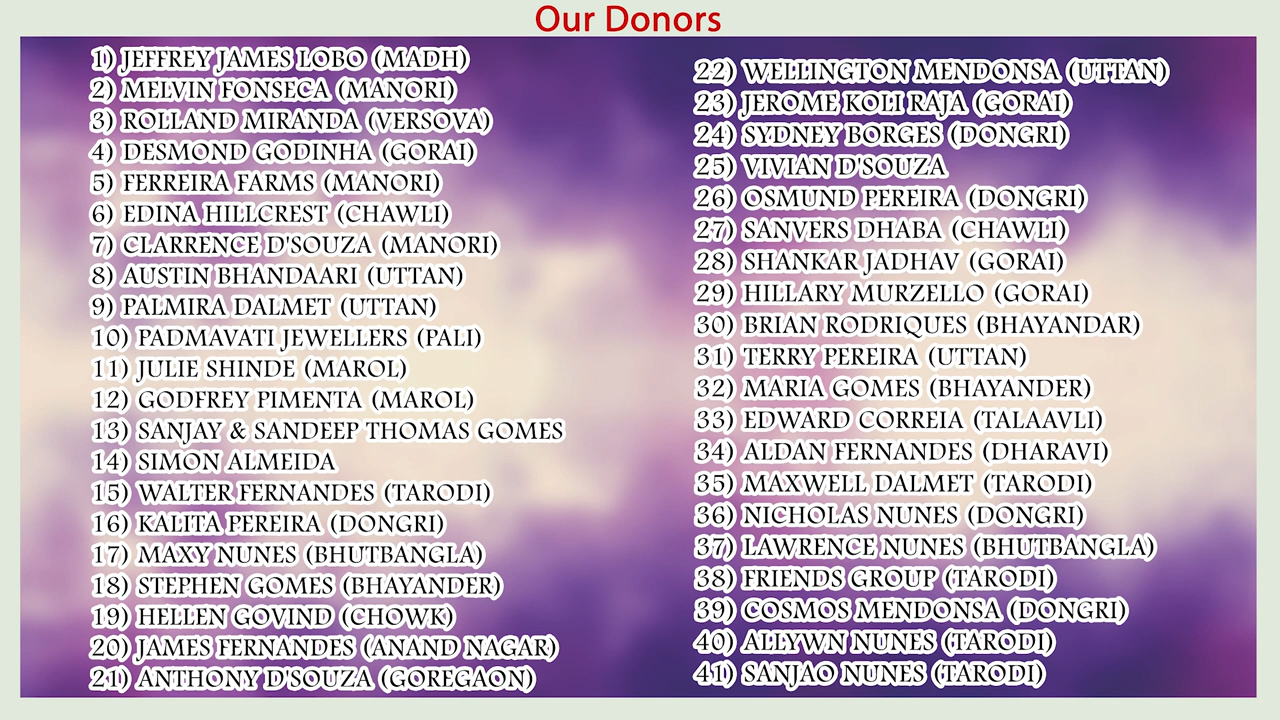 Our Donors
1) JEFFREY JAMES LOBO (MADH)
2) MELVIN FONSECA (MANORI)
3) ROLLAND MIRANDA (VERSOVA)
4) DESMOND GODINHA (GORAI)
5) FERREIRA FARMS (MANORI)
6) EDINA HILLCREST (CHAWLI)
7) CLARRENCE D'SOUZA (MANORI)
8) AUSTIN BHANDAARI (UTTAN)
9) PALMIRA DALMET (UTTAN)
10) PADMAVATI JEWELLERS (PALI)
11) JULIE SHINDE (MAROL)
12) GODFREY PIMENTA (MAROL)
13) SANJAY & SANDEEP THOMAS GOMES
14) SIMON ALMEIDA
15) WALTER FERNANDES (TARODI)
16) KALITA PEREIRA (DONGRI)
17) MAXY NUNES (BHUTBANGLA)
18) STEPHEN GOMES (BHAYANDER)
19) HELLEN GOVIND (CHOWK)
20) JAMES FERNANDES (ANAND NAGAR)
21) ANTHONY D'SOUZA (GOREGAON)
22) WELLINGTON MENDONSA (UTTAN)
23) JEROME KOLI RAJA (GORAI)
24) SYDNEY BORGES (DONGRI)
25) VIVIAN D'SOUZA
26) OSMUND PEREIRA (DONGRI)
27) SANVERS DHABA (CHAWLI)
28) SHANKAR JADHAV (GORAI)
29) HILLARY MURZELLO (GORAI)
30) BRIAN RODRIQUES (BHAYANDAR)
31) TERRY PEREIRA (UTTAN)
32) MARIA GOMES (BHAYANDER)
33) EDWARD CORREIA (TALAAVLI)
34) ALDAN FERNANDES (DHARAVI)
35) MAXWELL DALMET (TARODI)
36) NICHOLAS NUNES (DONGRI)
37) LAWRENCE NUNES (BHUTBANGLA)
38) FRIENDS GROUP (TARODI)
39) COSMOS MENDONSA (DONGRI)
40) ALLYWN NUNES (TARODI)
41) SANJAO NUNES (TARODI)